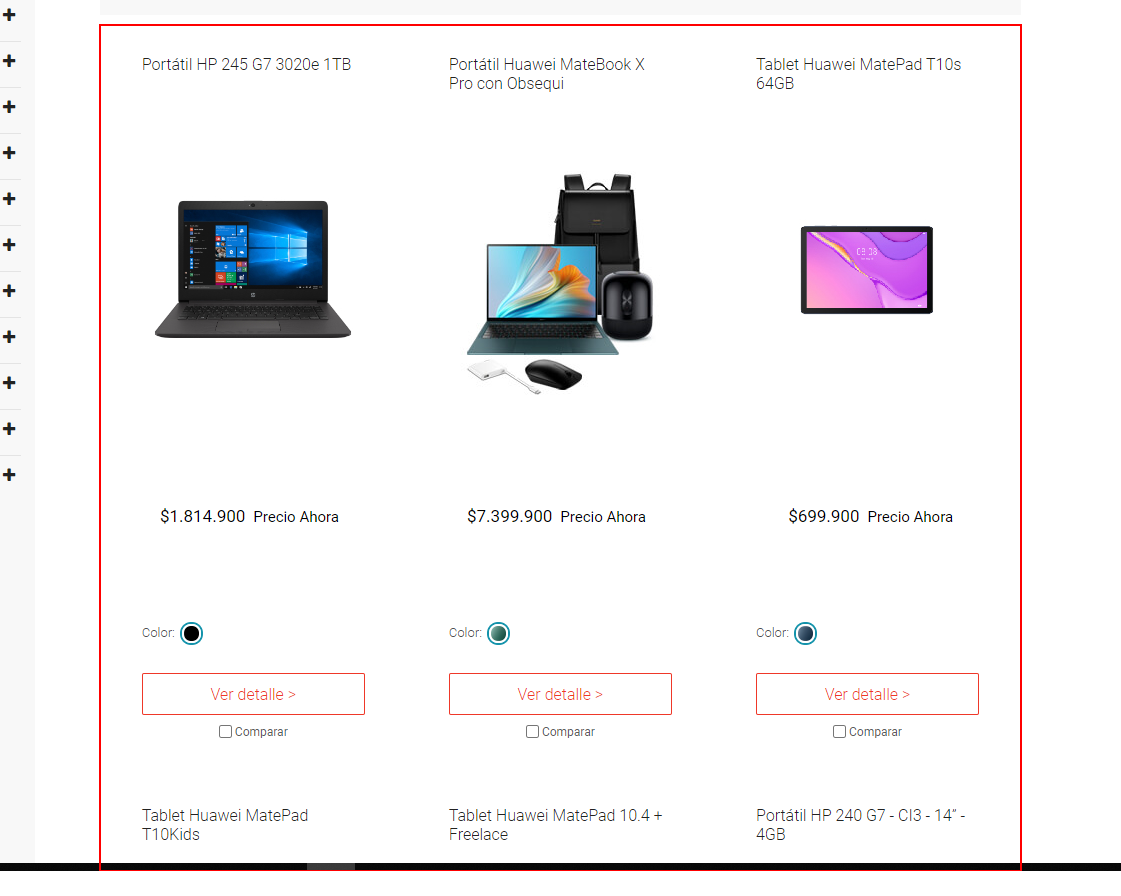 Portátil HP 245 G7 3020e 1TB
Portátil Huawei MateBook X
Pro con Obsequi
Tablet Huawei MatePad T10s
64GB
$1.814.900 Precio Ahora
$7.399.900 Precio Ahora
$699.900 Precio Ahora
Color:
Color:
Color:
Ver detalle >
Ver detalle >
Ver detalle >
Comparar
Comparar
Comparar
Tablet Huawei MatePad
T10Kids
Tablet Huawei MatePad 10.4 +
Freelace
Portátil HP 240 G7 - CI3 - 14” -
4GB